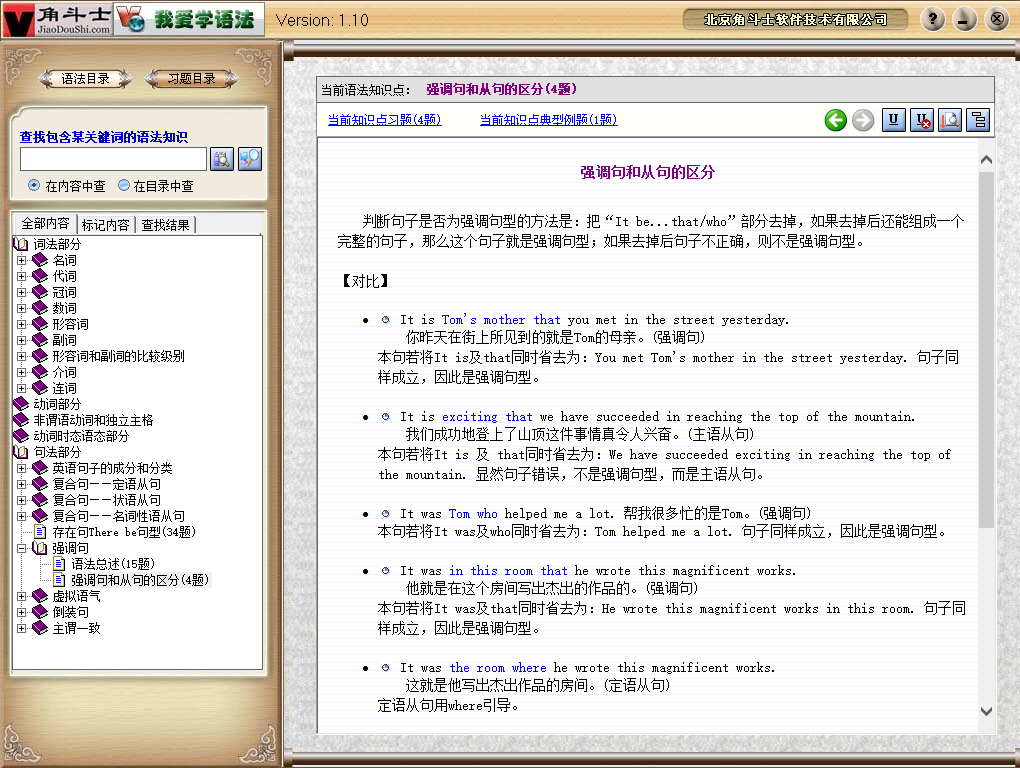 角斗士
JiaoDouShi.com
我爱学语法
Version: 1.10
北京角斗士软件技术有限公司
语法目录
习题目录
查找包含某关键词的语法知识
在内容中查
在目录中查
全部内容
标记内容
查找结果
词法部分
名词
代词
冠词
数词
形容词
副词
形容词和副词的比较级别
介词
连词
动词部分
非谓语动词和独立主格
动词时态语态部分
句法部分
英语句子的成分和分类
复合句——定语从句
复合句——状语从句
复合句——名词性语从句
存在句There be句型(34题)
强调句
语法总述(15题)
强调句和从句的区分(4题)
虚拟语气
倒装句
主谓一致
当前语法知识点: 强调句和从句的区分(4题)
当前知识点习题(4题)
当前知识点典型例题(1题)
强调句和从句的区分
判断句子是否为强调句型的方法是：把“It be...that/who”部分去掉，如果去掉后还能组成一个
完整的句子，那么这个句子就是强调句型；如果去掉后句子不正确，则不是强调句型。
【对比】
It is Tom's mother that you met in the street yesterday.
你昨天在街上所见到的就是Tom的母亲。(强调句)
本句若将It is及that同时省去为：You met Tom's mother in the street yesterday. 句子同
样成立，因此是强调句型。
It is exciting that we have succeeded in reaching the top of the mountain.
我们成功地登上了山顶这件事情真令人兴奋。(主语从句)
本句若将It is 及 that同时省去为：We have succeeded exciting in reaching the top of
the mountain. 显然句子错误，不是强调句型，而是主语从句。
It was Tom who helped me a lot. 帮我很多忙的是Tom。(强调句)
本句若将It was及who同时省去为：Tom helped me a lot. 句子同样成立，因此是强调句型。
It was in this room that he wrote this magnificent works.
他就是在这个房间写出杰出的作品的。(强调句)
本句若将It was及that同时省去为：He wrote this magnificent works in this room. 句子同
样成立，因此是强调句型。
It was the room where he wrote this magnificent works.
这就是他写出杰出作品的房间。(定语从句)
定语从句用where引导。